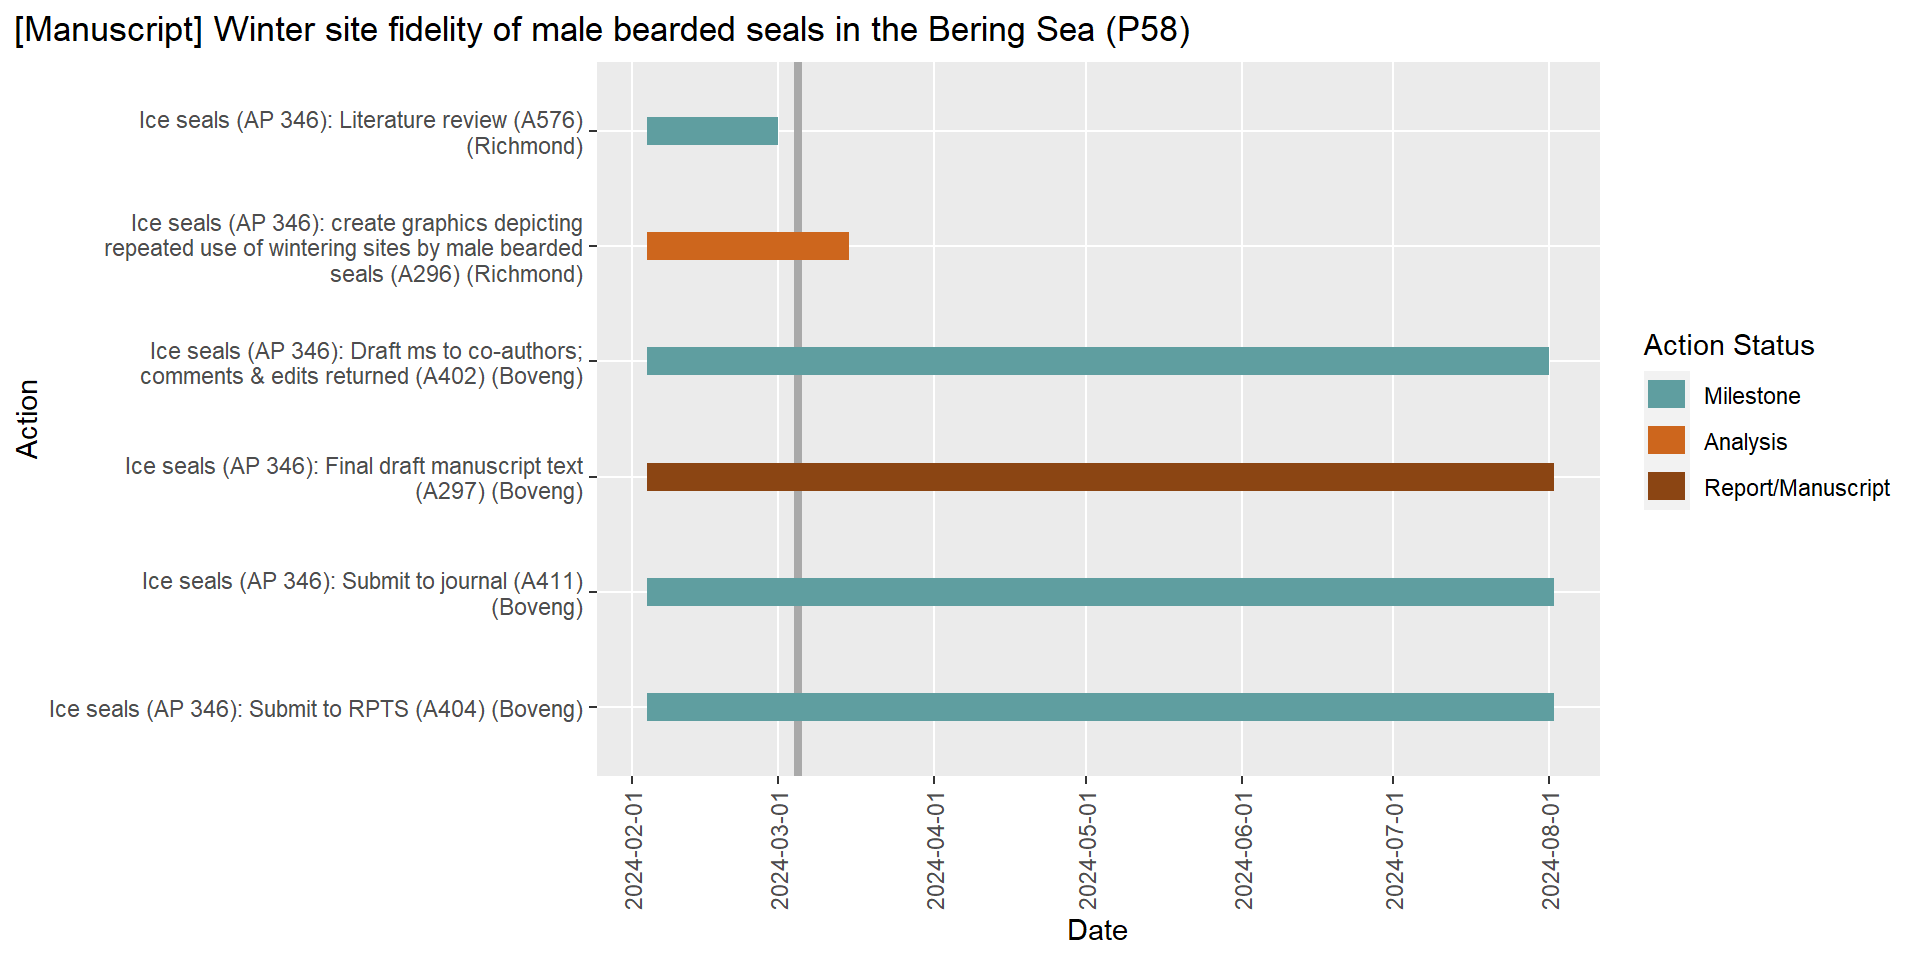 [Manuscript] Winter site fidelity of male bearded seals in the Bering Sea (P58)
Ice seals (AP 346): Literature review (A576)
(Richmond)
Ice seals (AP 346): create graphics depicting
repeated use of wintering sites by male bearded
seals (A296) (Richmond)
Ice seals (AP 346): Draft ms to co-authors;
comments & edits returned (A402) (Boveng)
Ice seals (AP 346): Final draft manuscript text
(A297) (Boveng)
Ice seals (AP 346): Submit to journal (A411)
(Boveng)
Ice seals (AP 346): Submit to RPTS (A404) (Boveng)
Action
2024-02-01
2024-03-01
2024-04-01
2024-05-01
2024-06-01
2024-07-01
2024-08-01
Date
Action Status
Milestone
Analysis
Report/Manuscript